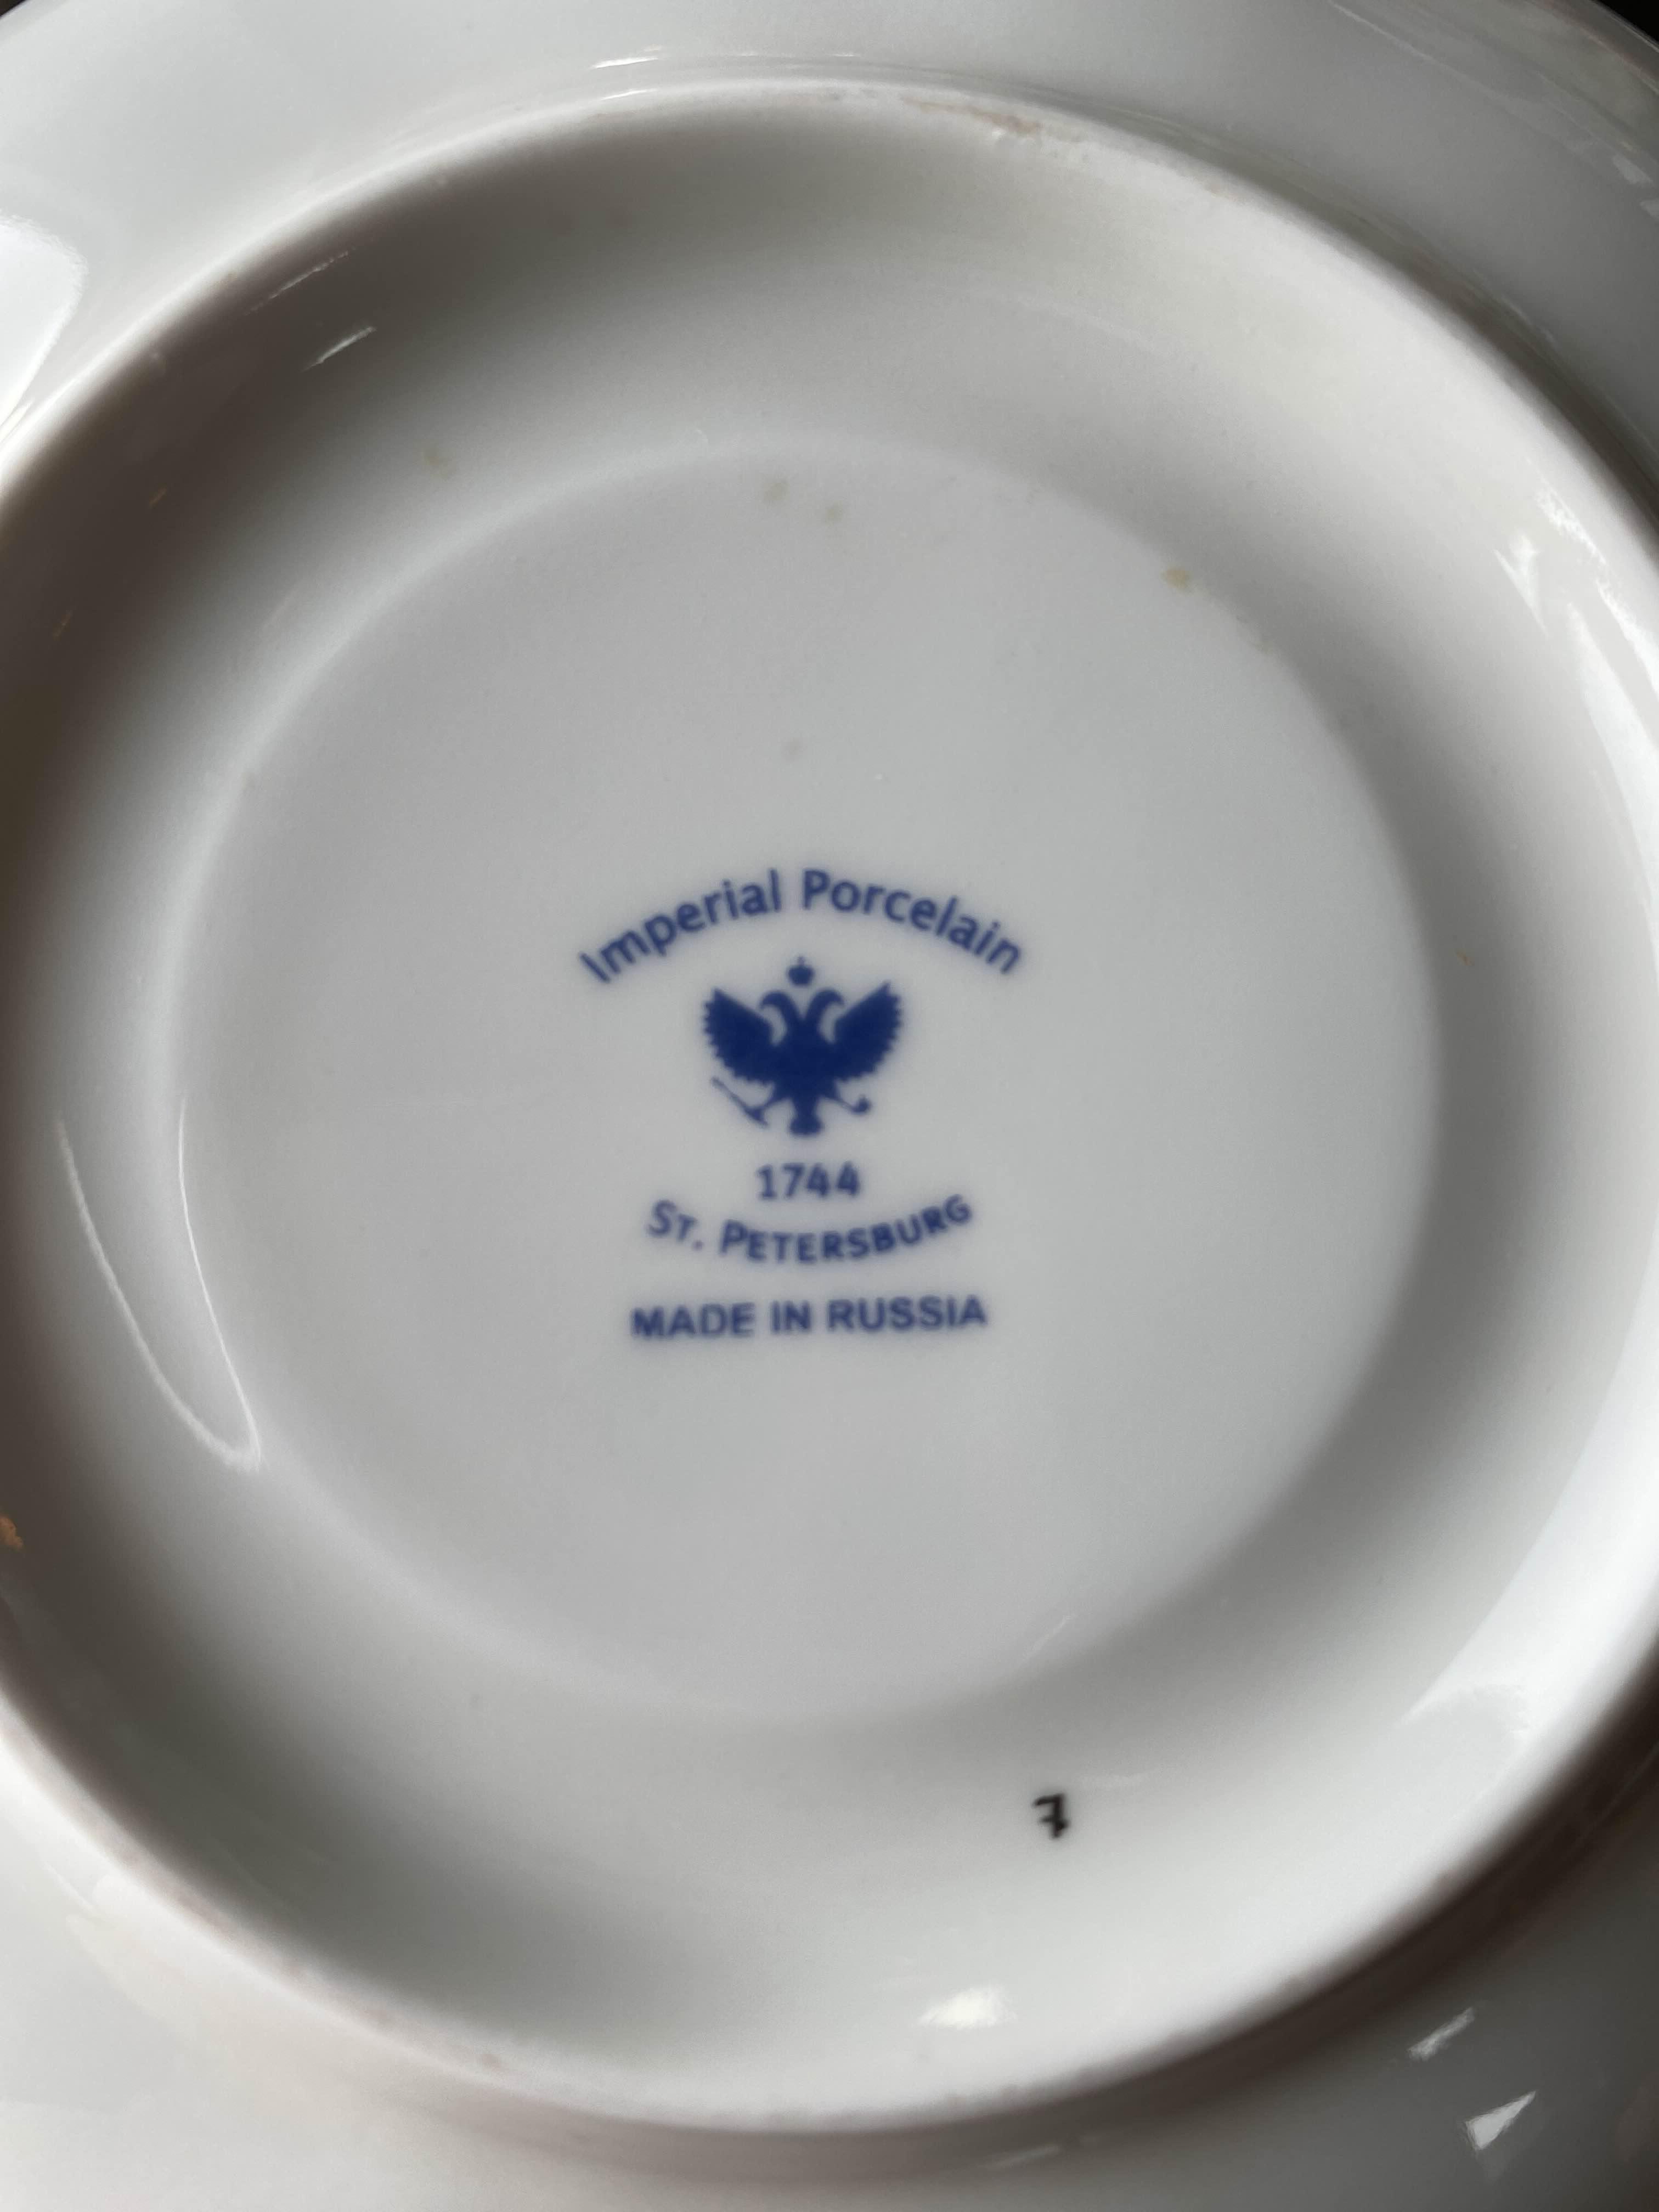 Imperial Porcelain
1744
ST. PETERSBURG
MADE IN RUSSIA
7